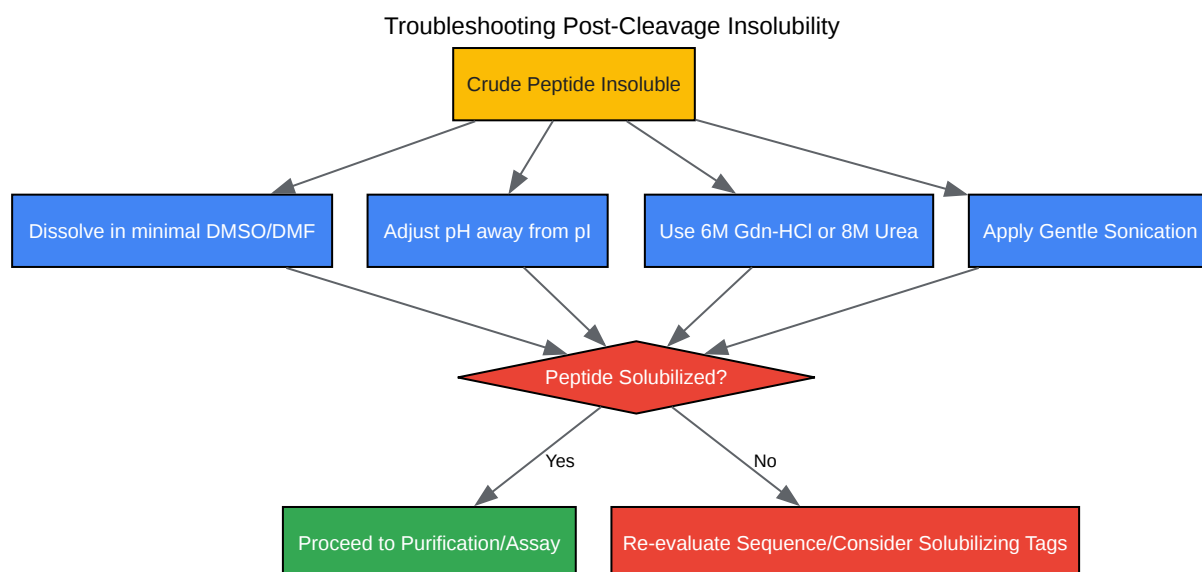 Troubleshooting Post-Cleavage Insolubility
Crude Peptide Insoluble
Dissolve in minimal DMSO/DMF
Adjust pH away from pI
Use 6M Gdn-HCl or 8M Urea
Apply Gentle Sonication
Peptide Solubilized?
Yes
No
Proceed to Purification/Assay
Re-evaluate Sequence/Consider Solubilizing Tags